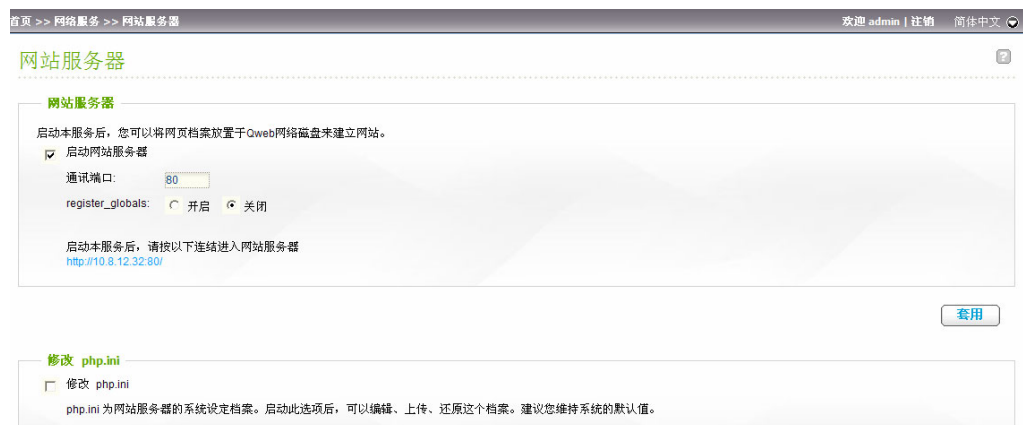 首页 >> 网络服务 >> 网站服务器
欢迎 admin | 注销 简体中文
网站服务器
?
网站服务器
启动本服务后，您可以将网页档案放置于Qweb网络磁盘来建立网站。
启动网站服务器
通讯端口: 80
register_globals: 开启 关闭
启动本服务后，请按以下连结进入网站服务器
http://10.8.12.32:80/
套用
修改 php.ini
修改 php.ini
php.ini 为网站服务器的系统设定档案。启动此选项后，可以编辑、上传、还原这个档案。建议您维持系统的默认值。